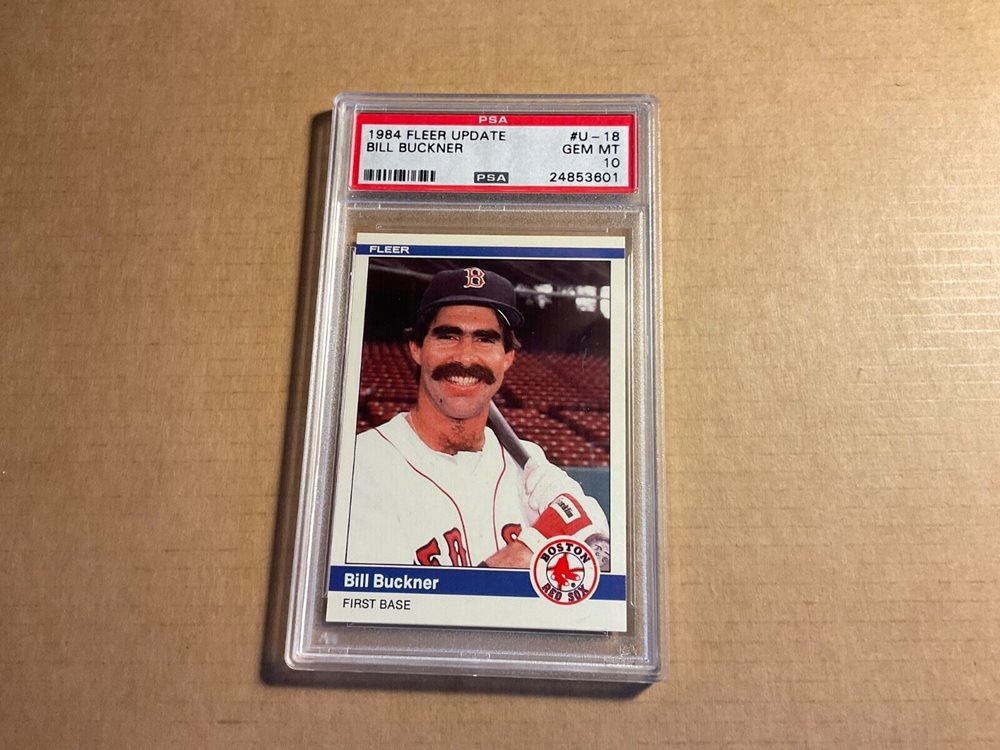 PSA
1984 FLEER UPDATE #U-18
BILL BUCKNER GEM MT
10
PSA 24853601
FLEER
B
BOSTON
RED SOX
Bill Buckner
FIRST BASE